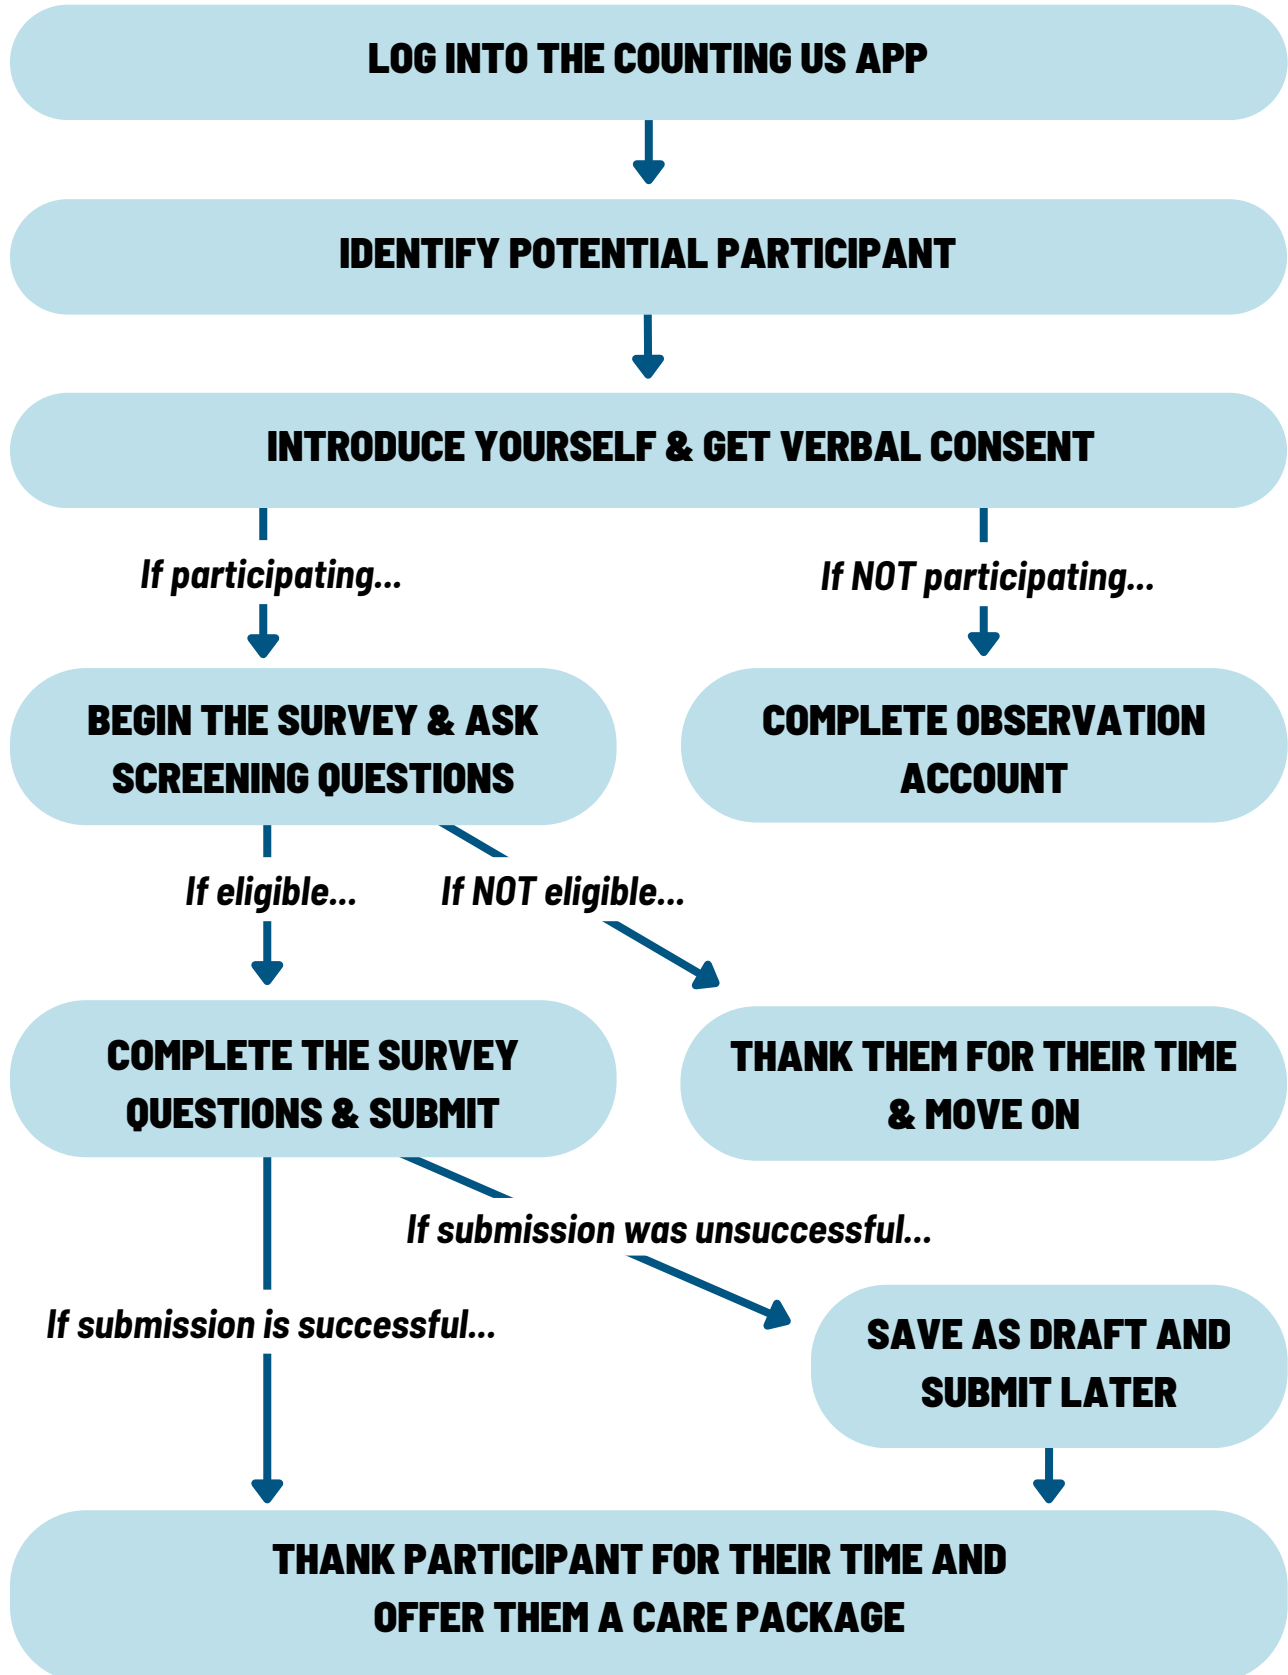 LOG INTO THE COUNTING US APP
IDENTIFY POTENTIAL PARTICIPANT
INTRODUCE YOURSELF & GET VERBAL CONSENT
If participating...
If NOT participating...
BEGIN THE SURVEY & ASK
SCREENING QUESTIONS
COMPLETE OBSERVATION
ACCOUNT
If eligible...
If NOT eligible...
COMPLETE THE SURVEY
QUESTIONS & SUBMIT
THANK THEM FOR THEIR TIME
& MOVE ON
If submission was unsuccessful...
If submission is successful...
SAVE AS DRAFT AND
SUBMIT LATER
THANK PARTICIPANT FOR THEIR TIME AND
OFFER THEM A CARE PACKAGE